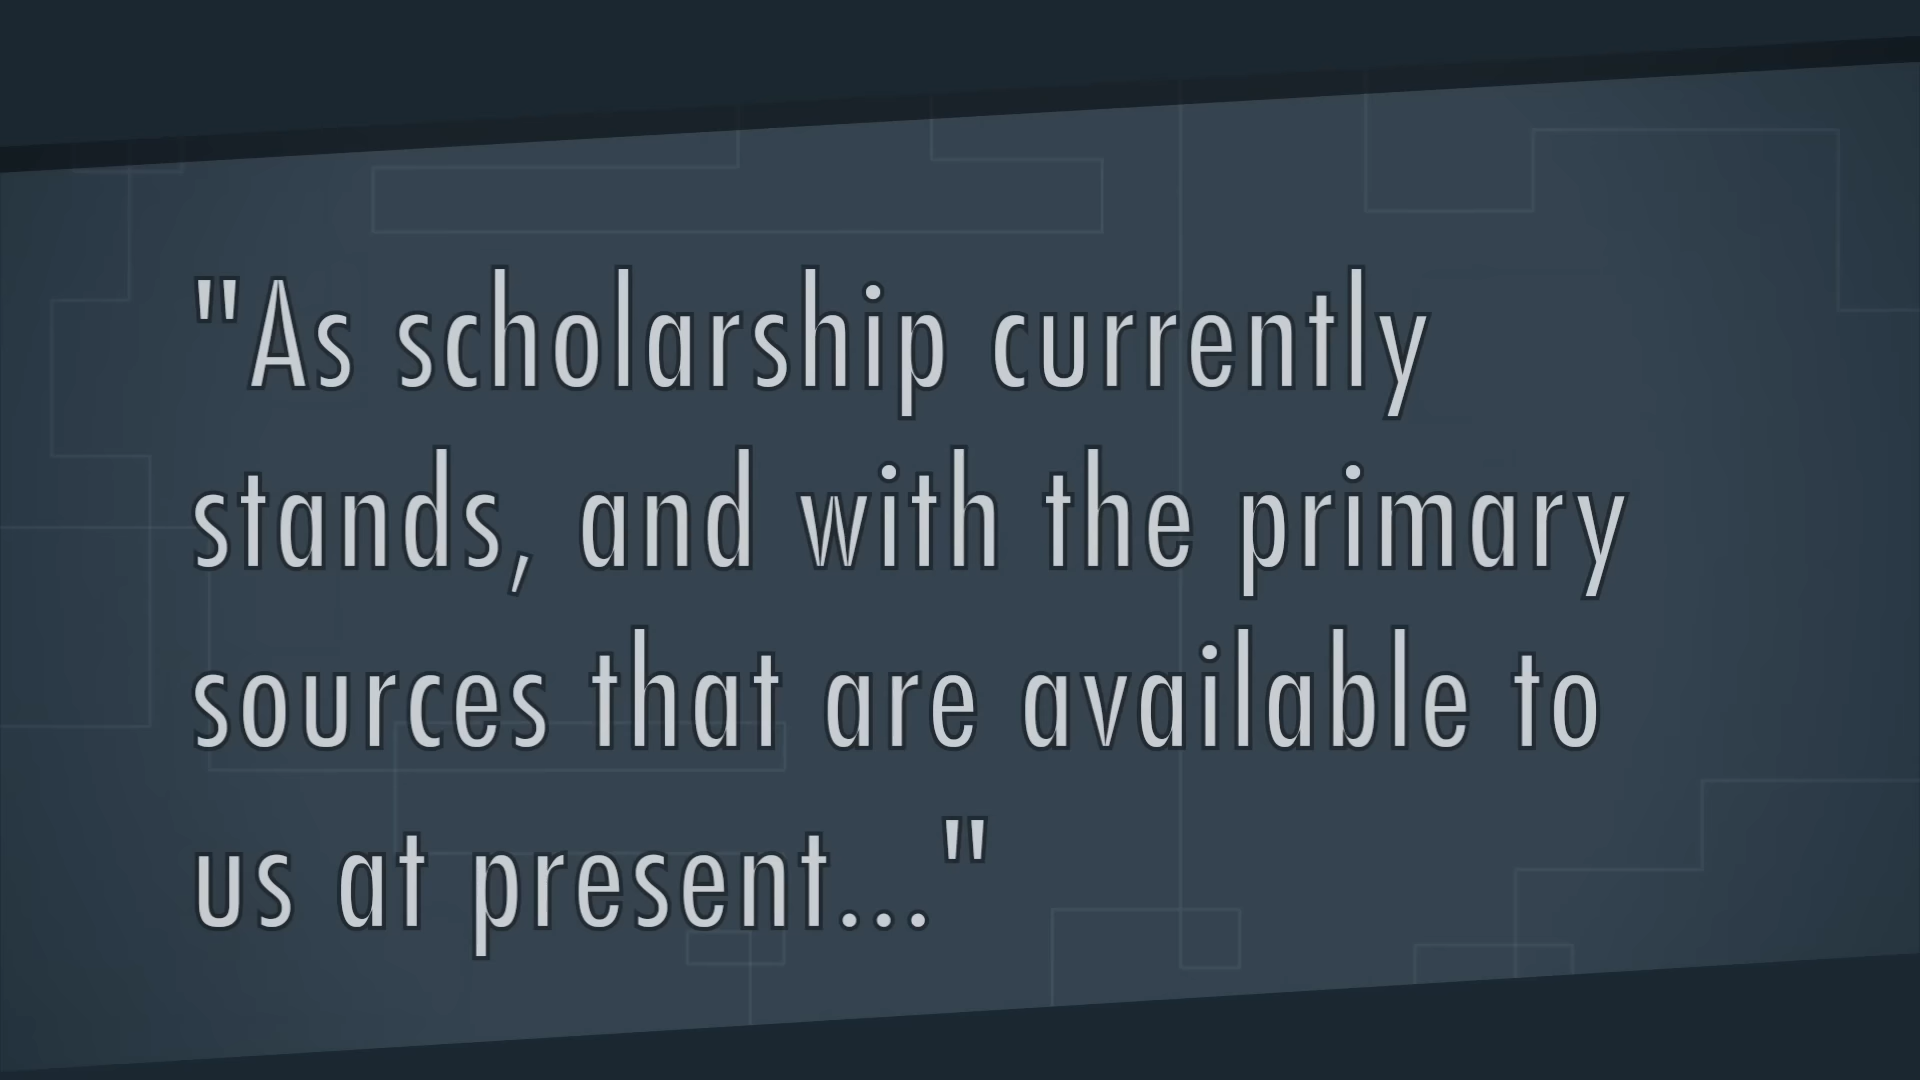 "As scholarship currently
stands, and with the primary
sources that are available to
us at present..."